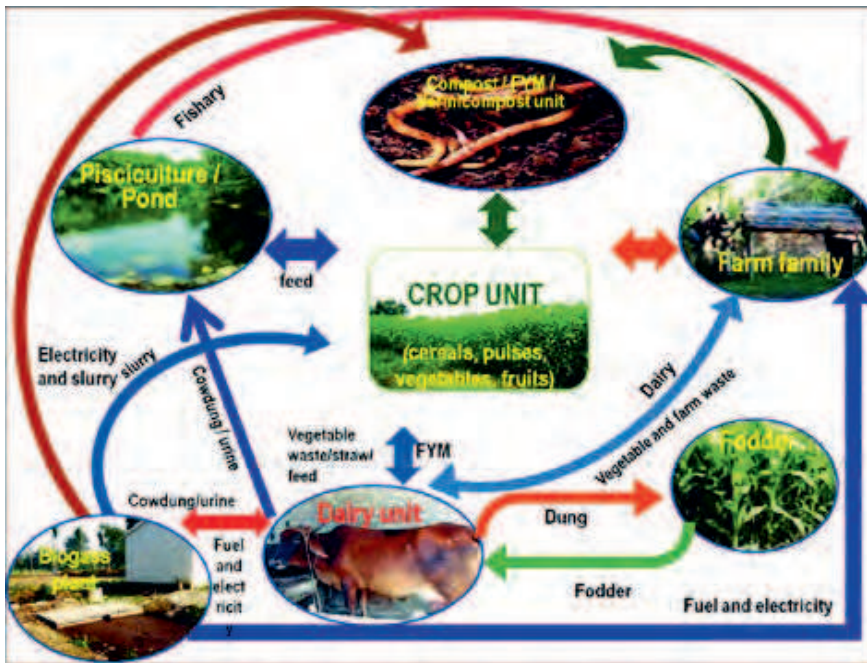 Fishary
Compost / FYM /
Vermicompost unit
Pisciculture /
Pond
Farm family
feed
CROP UNIT
(cereals, pulses,
vegetables, fruits)
Electricity
and slurry
slurry
Cowdung / urine
Vegetable
waste/straw/
feed
FYM
Dairy
Vegetable and farm waste
Fodder
Cowdung/urine
Dairy unit
Dung
Biogass
plant
Fuel
and
elect
ricit
y
Fodder
Fuel and electricity